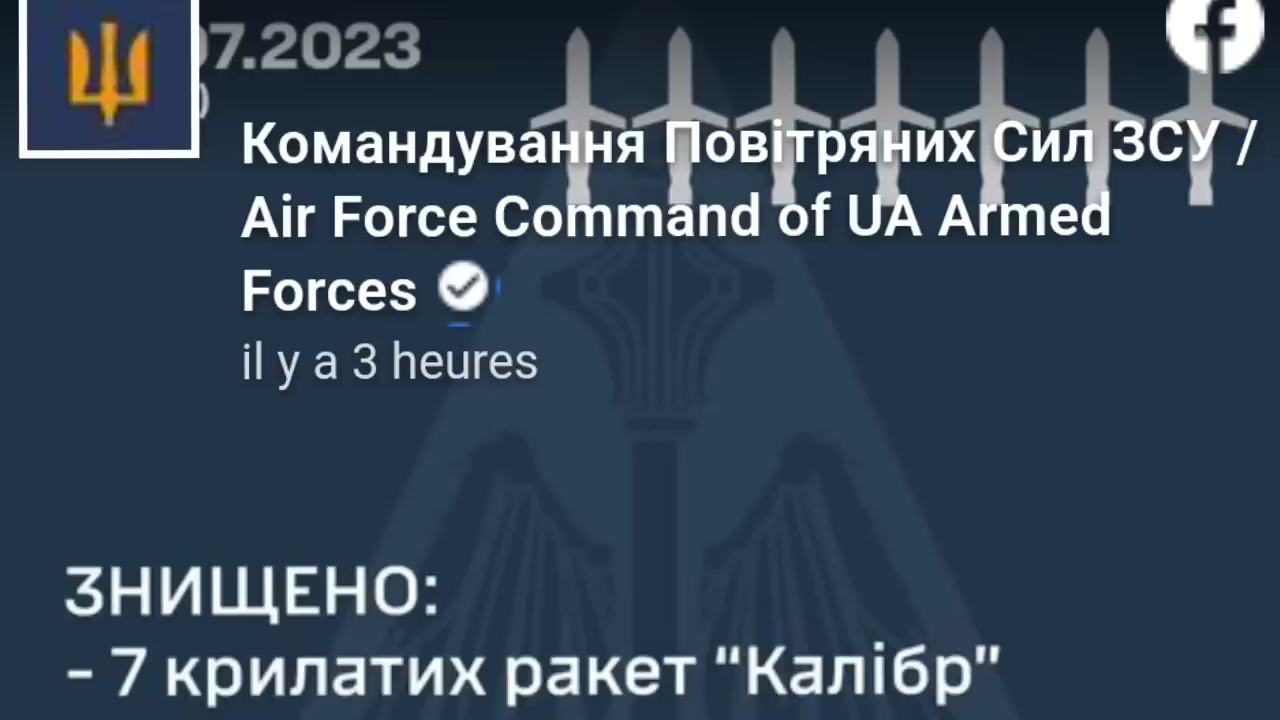 07.2023
)
Командування Повітряних Сил ЗСУ /
Air Force Command of UA Armed
Forces
il y a 3 heures
ЗНИЩЕНО:
- 7 крилатих ракет “Калібр”